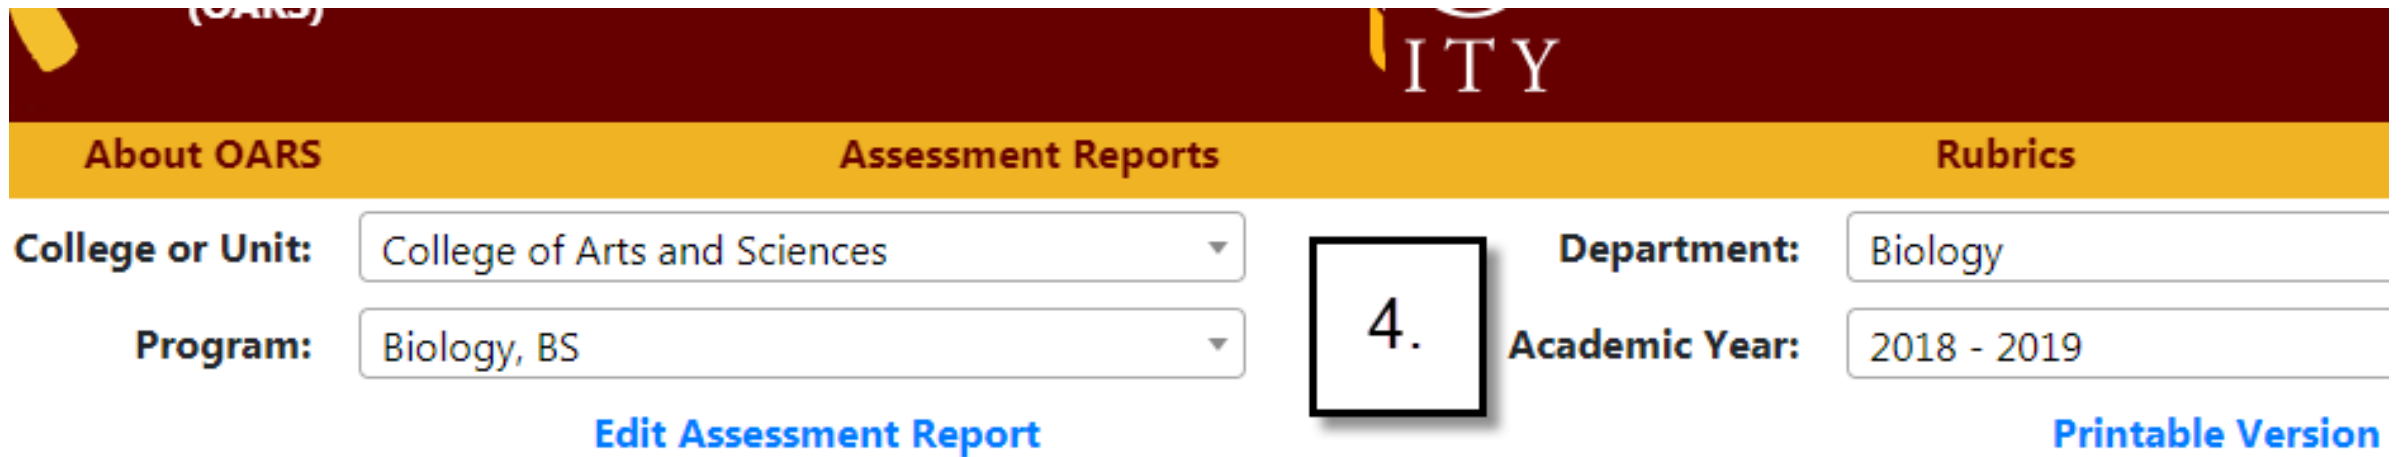 (OARS)
ITY
About OARS Assessment Reports Rubrics
College or Unit: College of Arts and Sciences Department: Biology
4.
Program: Biology, BS Academic Year: 2018 - 2019
Edit Assessment Report Printable Version